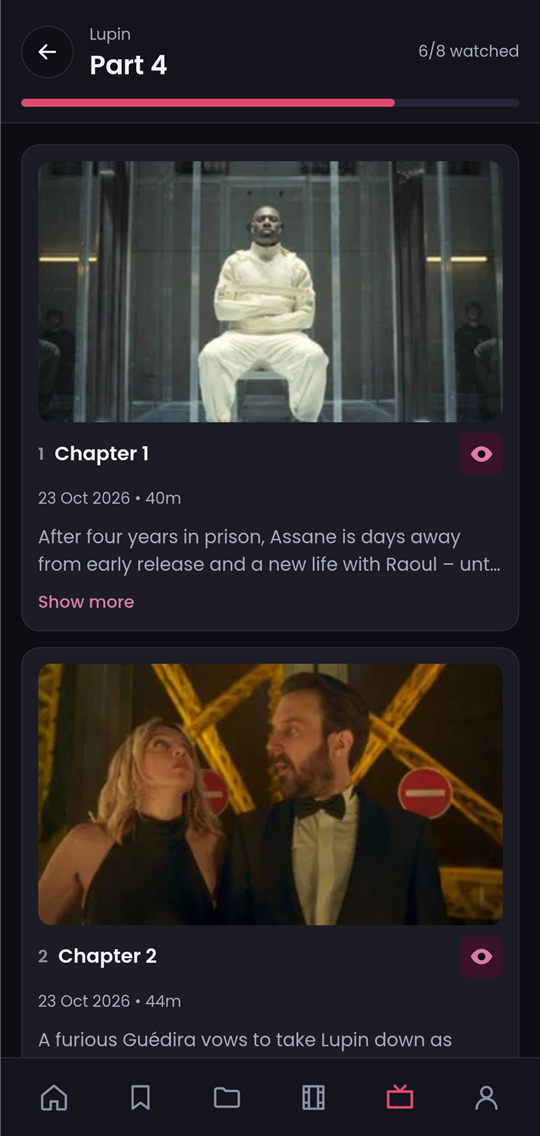 Lupin
Part 4
6/8 watched
1 Chapter 1
23 Oct 2026 • 40m
After four years in prison, Assane is days away
from early release and a new life with Raoul – unt...
Show more
2 Chapter 2
23 Oct 2026 • 44m
A furious Guédira vows to take Lupin down as